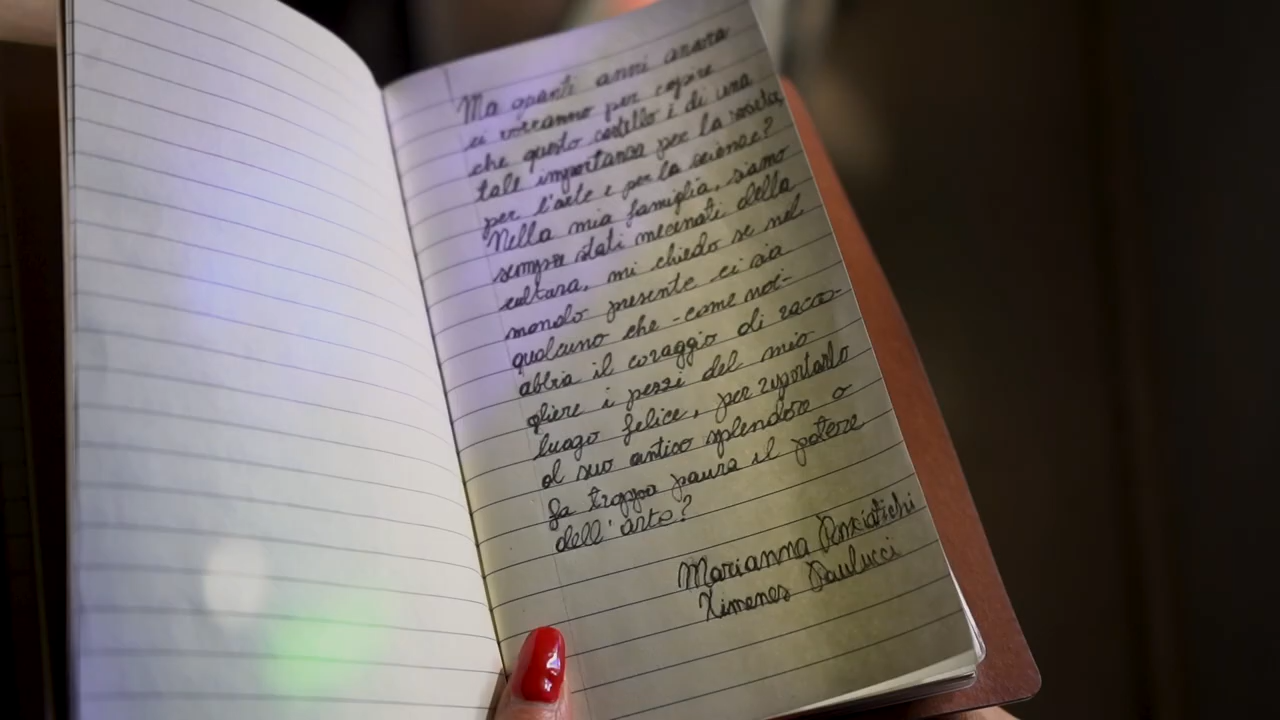 Ma quanti anni ancora
ci vorranno per capire
che questo castello è di una
tale importanza per la società,
per l'arte e per la scienze?
Nella mia famiglia, siamo
sempre stati mecenati della
cultura, mi chiedo se nel
mondo presente ci sia
qualcuno che -come noi-
abbia il coraggio di racco-
gliere i pezzi del mio
luogo felice, per riportarlo
al suo antico splendore o
fa troppa paura il potere
dell'arte?
Marianna Panciatichi
Ximenes Paulucci